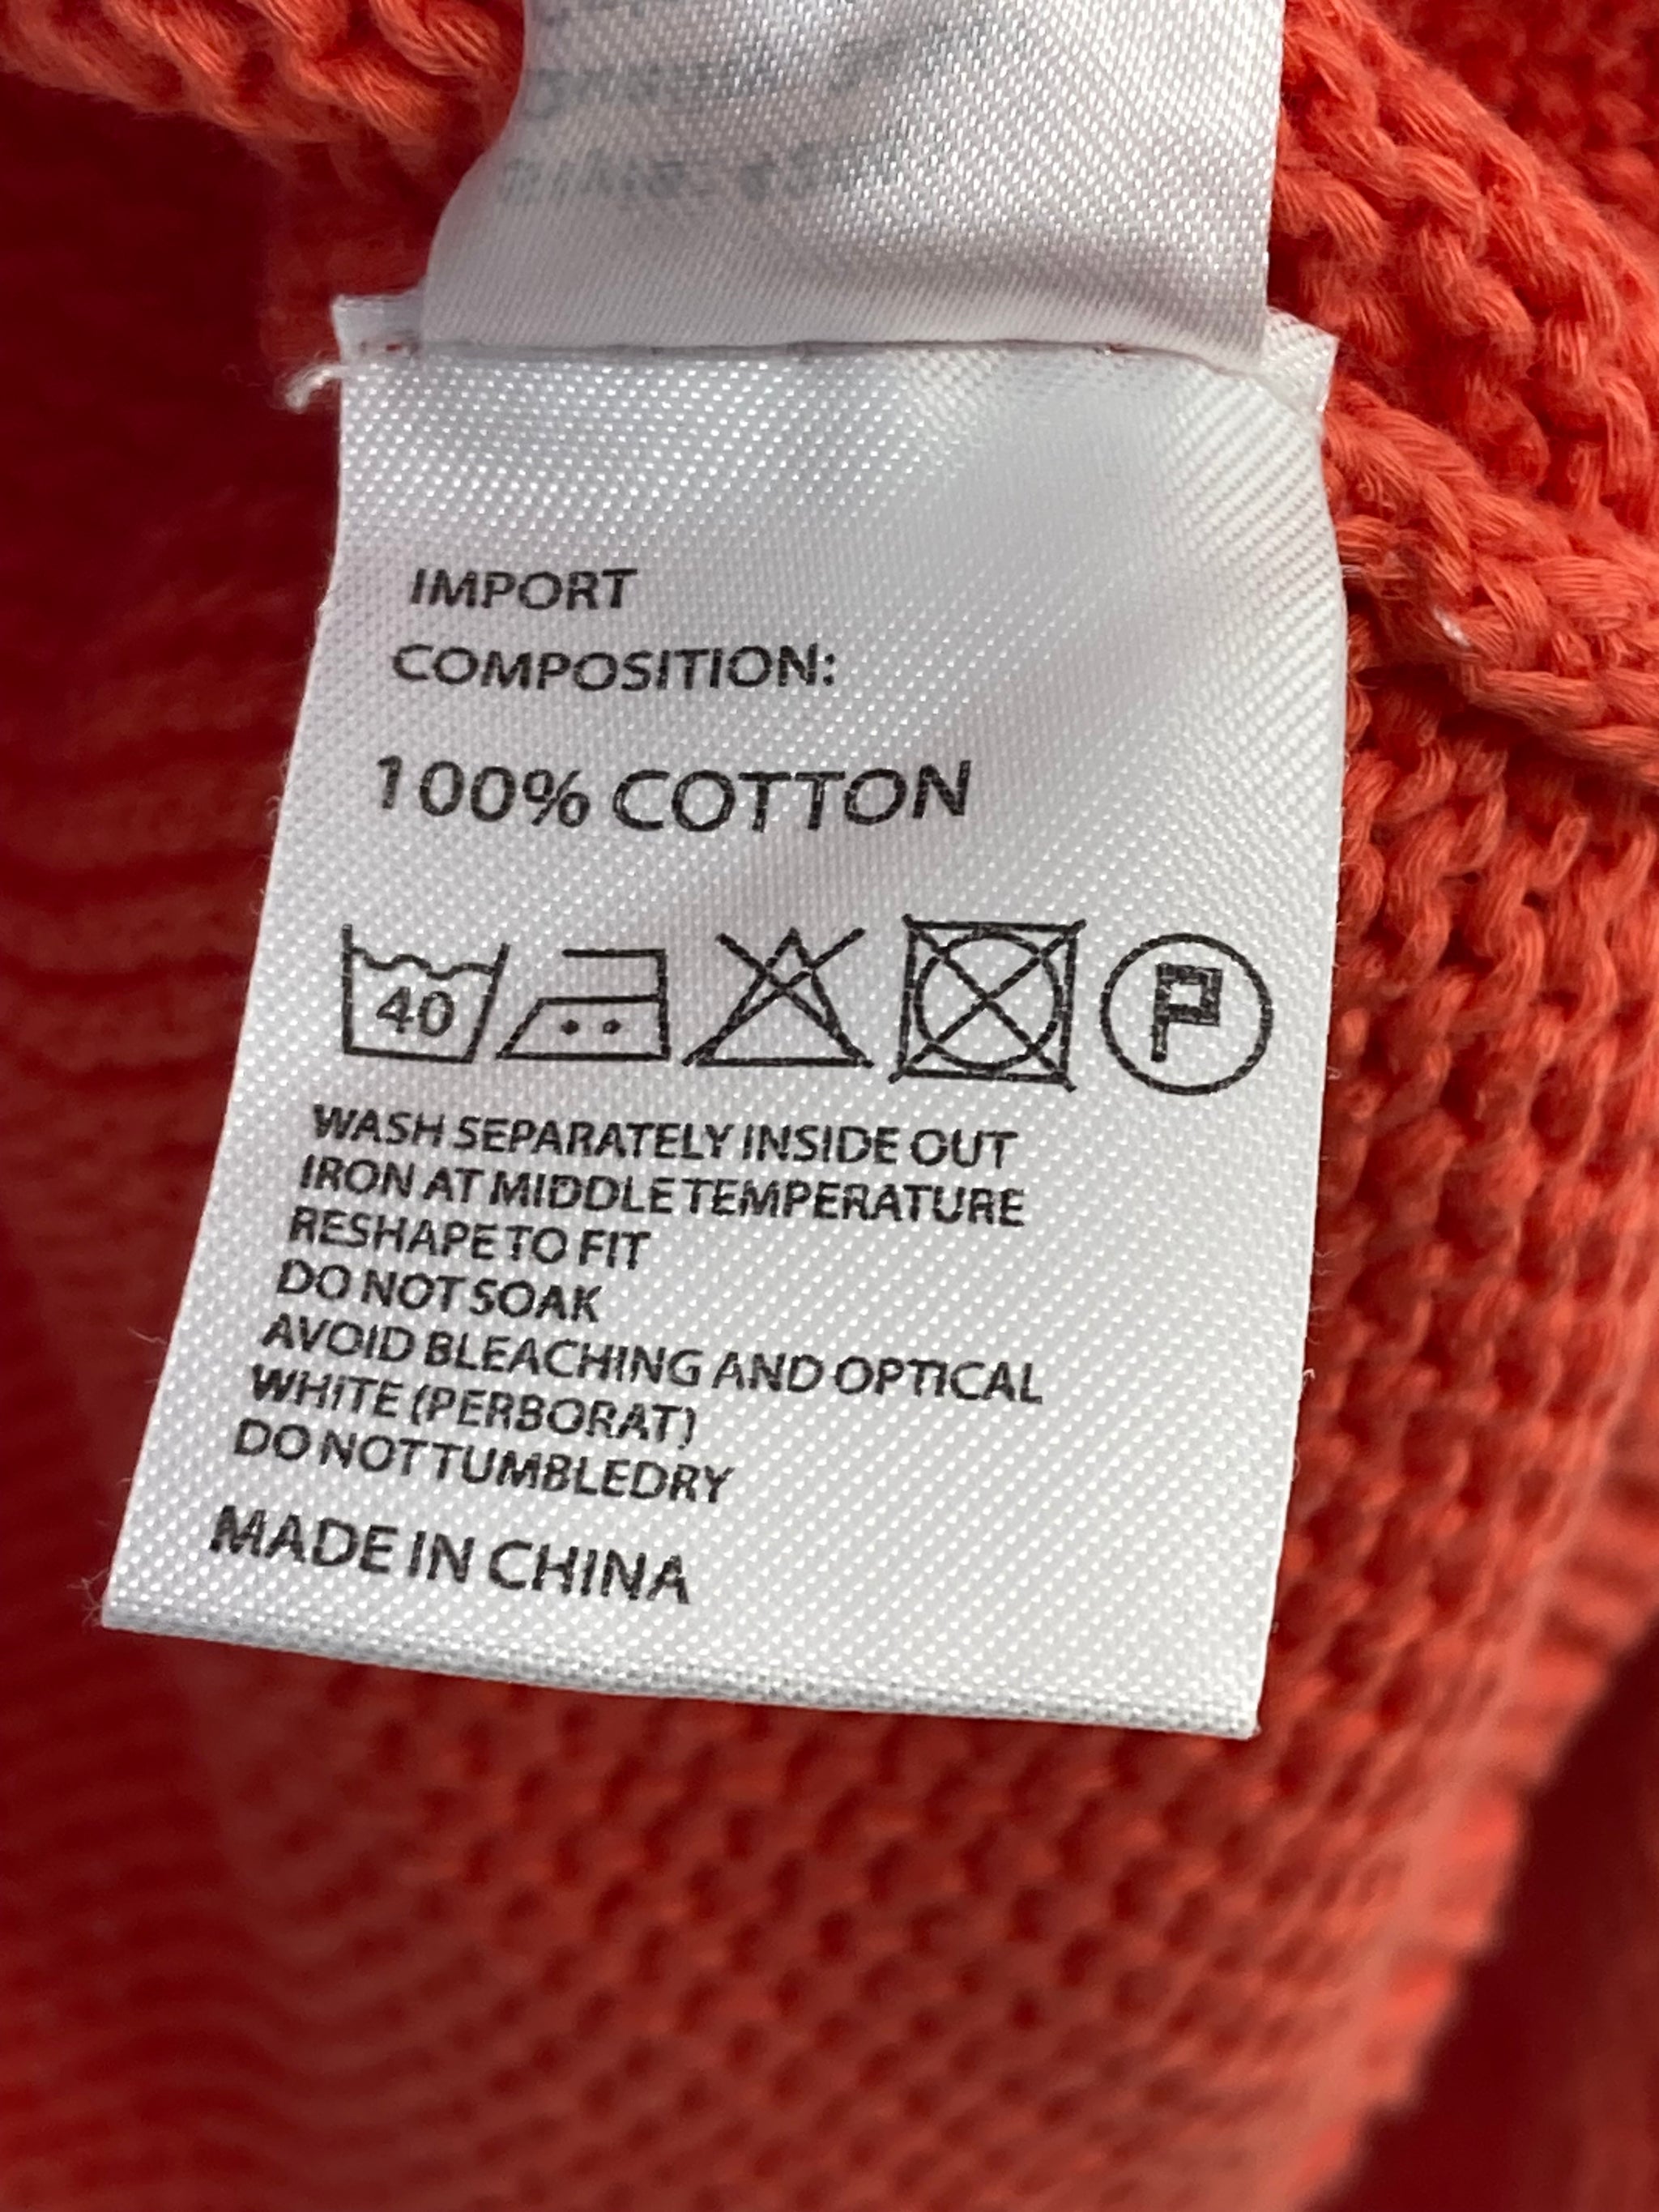 IMPORT
COMPOSITION:
100% COTTON
40 P
WASH SEPARATELY INSIDE OUT
IRON AT MIDDLE TEMPERATURE
RESHAPE TO FIT
DO NOT SOAK
AVOID BLEACHING AND OPTICAL
WHITE (PERBORAT)
DO NOT TUMBLEDRY
MADE IN CHINA